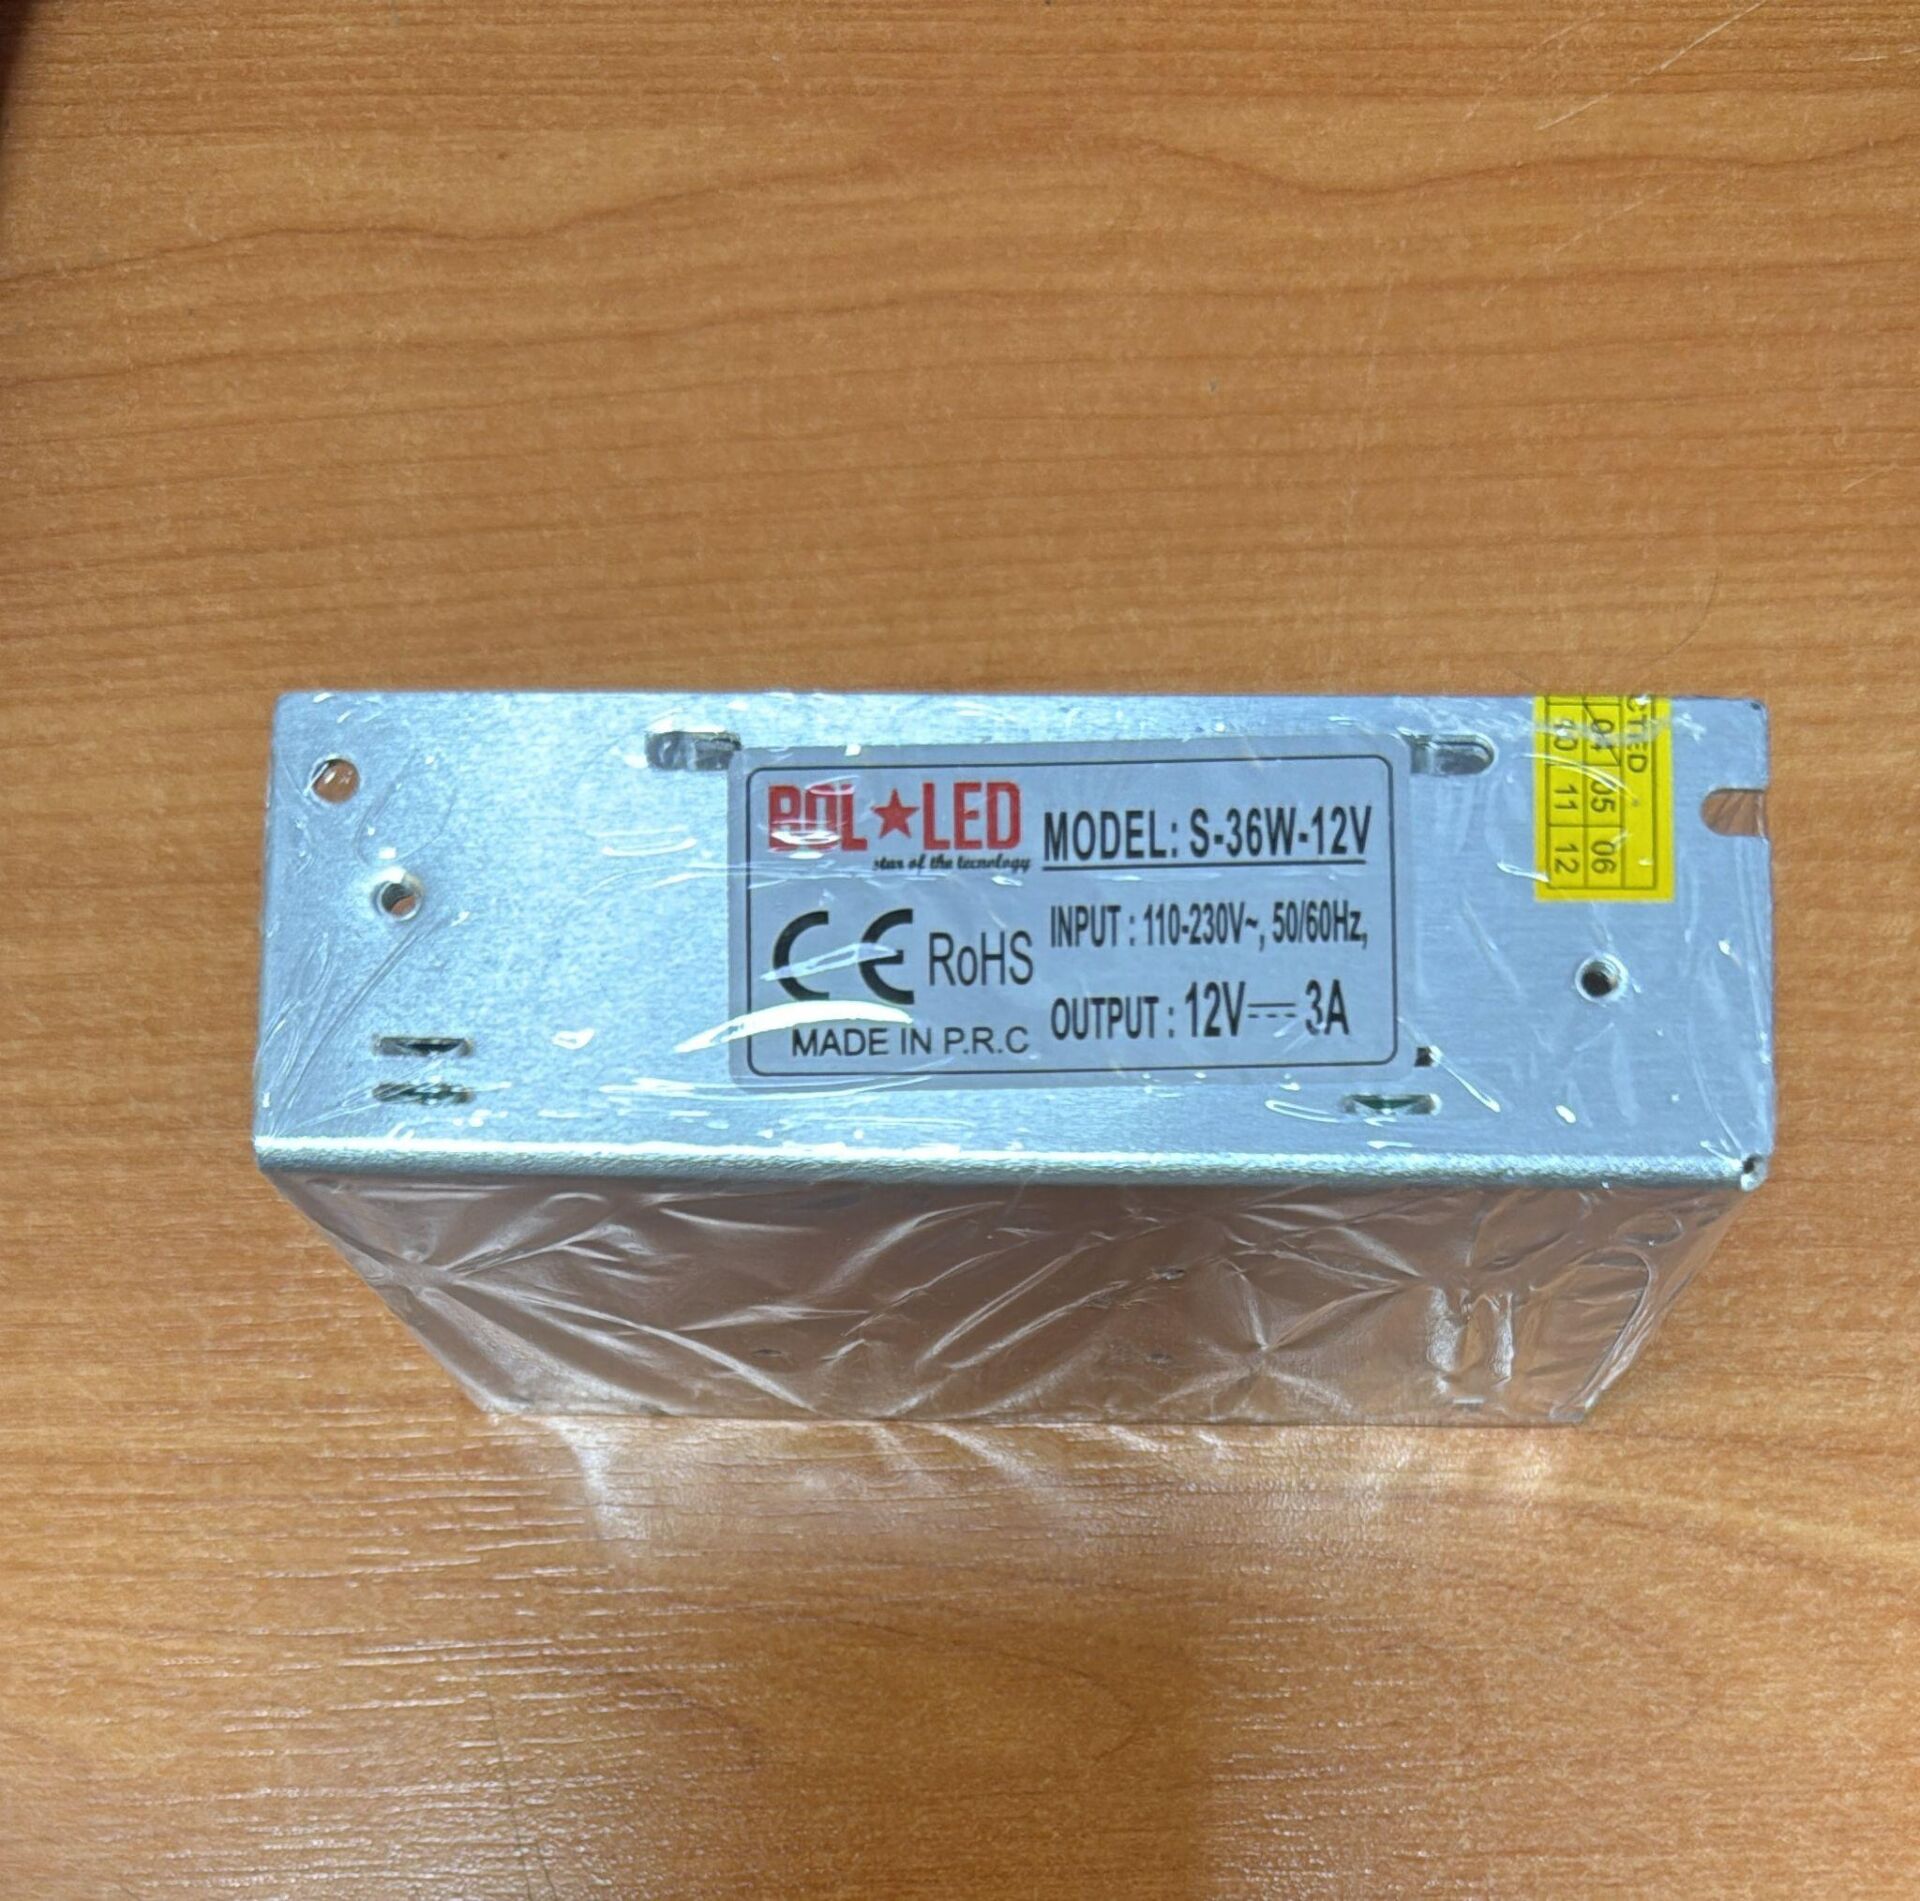 BOL★LED
star of the tecnology
MODEL: S-36W-12V
CE RoHS
INPUT : 110-230V~, 50/60Hz,
MADE IN P.R.C
OUTPUT : 12V⎓3A
CTED
04 05 06
10 11 12